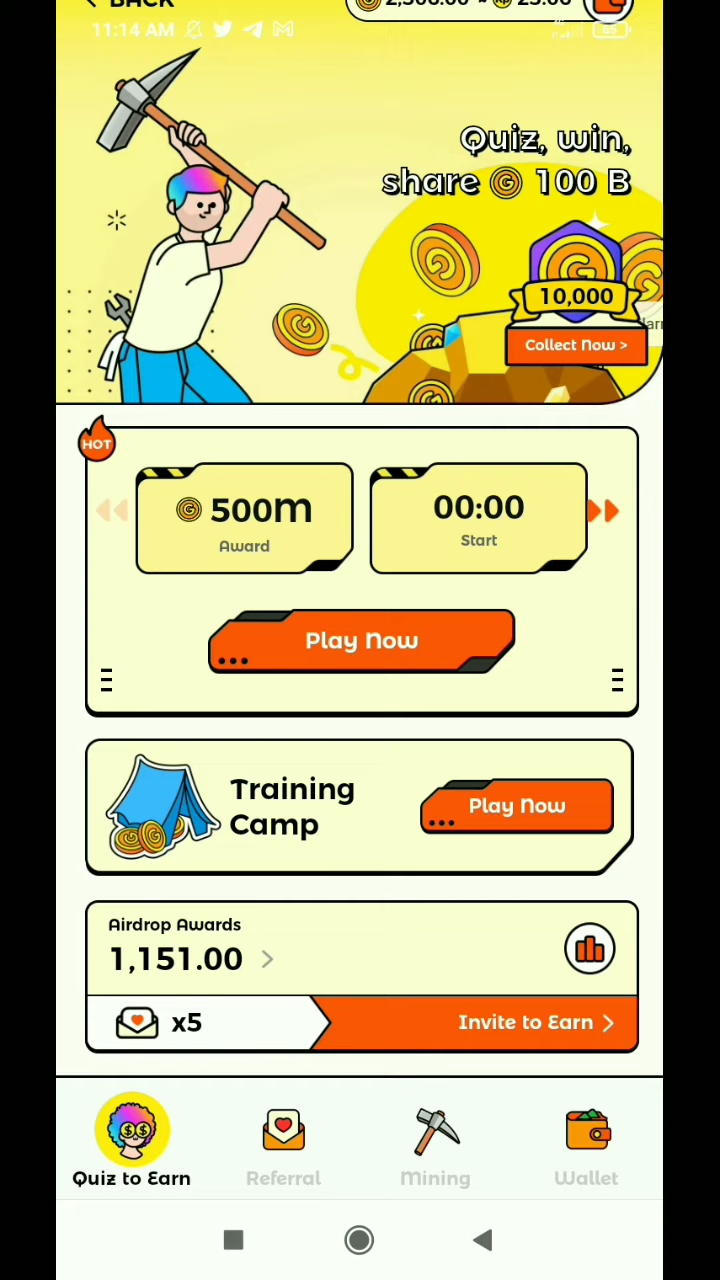 BACK
11:14 AM
Quiz, win,
share G 100 B
10,000
Collect Now >
HOT
500m
Award
00:00
Start
Play Now
Training
Camp
Play Now
Airdrop Awards
1,151.00
x5
Invite to Earn
Quiz to Earn
Referral
Mining
Wallet